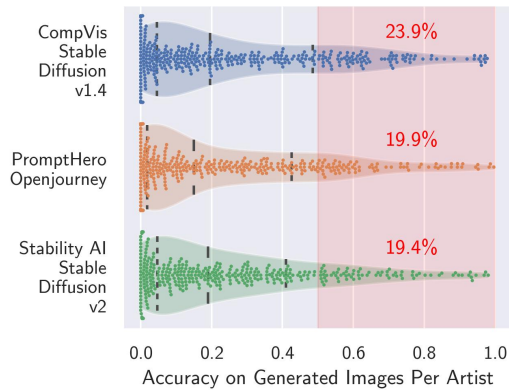 CompVis
Stable
Diffusion
v1.4
23.9%
PromptHero
Openjourney
19.9%
Stability AI
Stable
Diffusion
v2
19.4%
0.0 0.2 0.4 0.6 0.8 1.0
Accuracy on Generated Images Per Artist